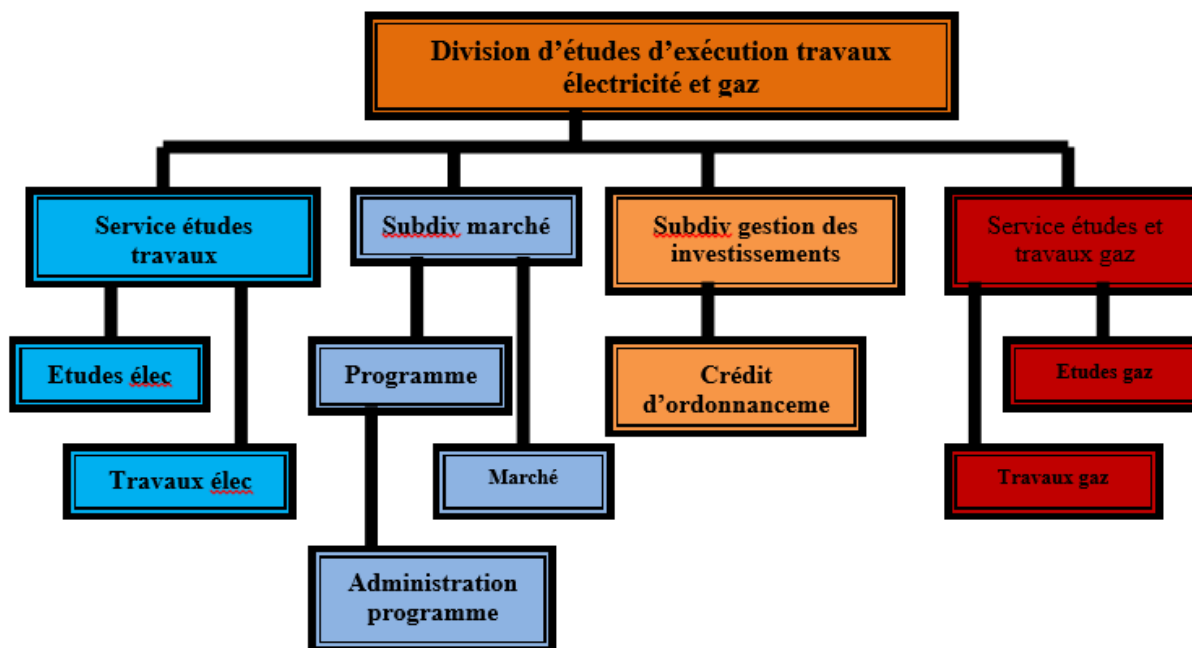 Division d’études d’exécution travaux
électricité et gaz
Service études
travaux
Subdiv marché
Subdiv gestion des
investissements
Service études et
travaux gaz
Etudes élec
Programme
Crédit
d’ordonnanceme
Etudes gaz
Travaux élec
Marché
Travaux gaz
Administration
programme